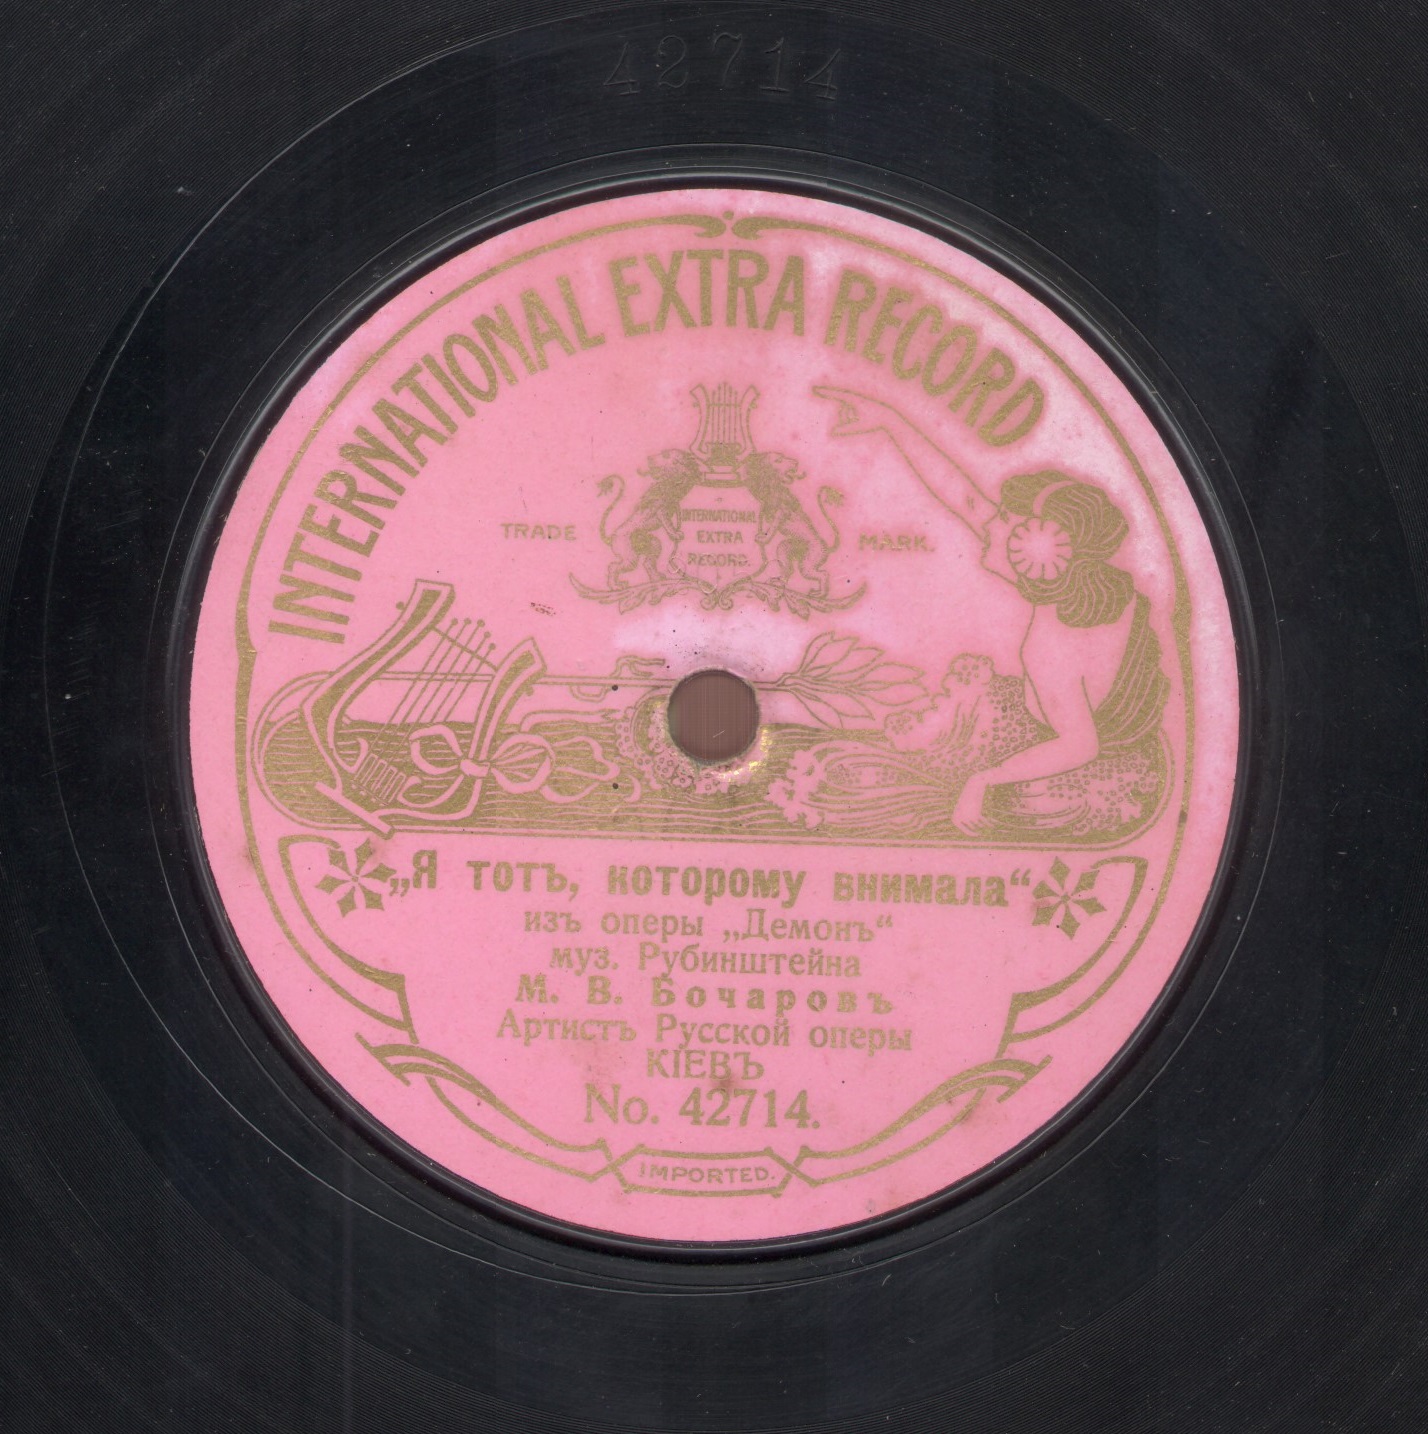 42714
INTERNATIONAL EXTRA RECORD
TRADE MARK.
INTERNATIONAL
EXTRA
RECORD.
„Я тотъ, которому внимала“
изъ оперы „Демонъ“
муз. Рубинштейна
М. В. Бочаровъ
Артистъ Русской оперы
КІЕВЪ
No. 42714.
IMPORTED.